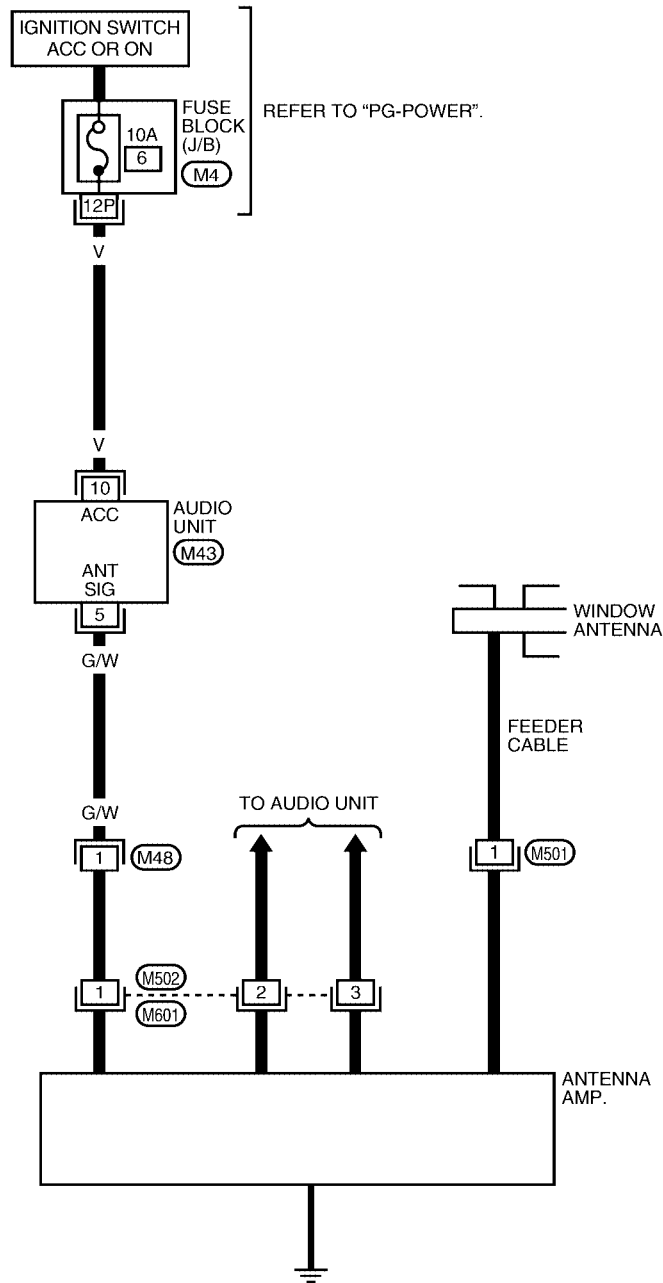 IGNITION SWITCH
ACC OR ON
FUSE
BLOCK
(J/B)
REFER TO “PG-POWER”.
10A
6
M4
12P
V
V
10
ACC
AUDIO
UNIT
M43
ANT
SIG
5
G/W
WINDOW
ANTENNA
FEEDER
CABLE
TO AUDIO UNIT
G/W
1
M48
1
M501
1
M502
M601
2
3
ANTENNA
AMP.